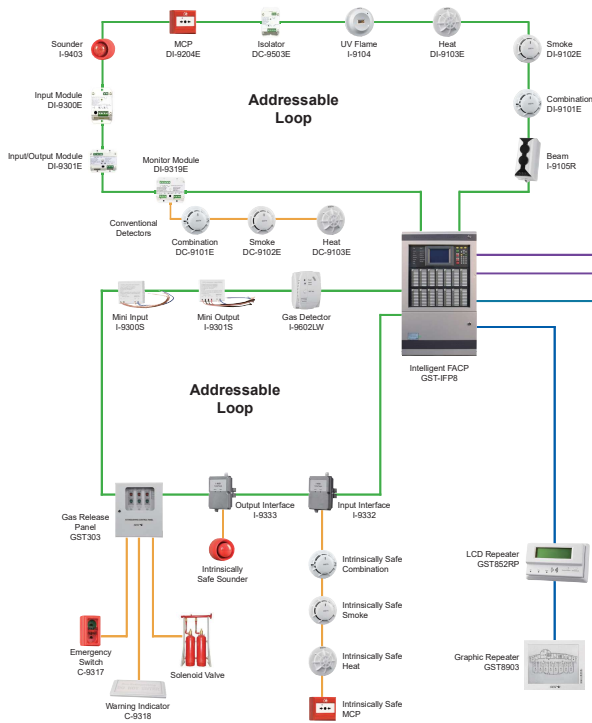 Sounder
I-9403
MCP
DI-9204E
Isolator
DC-9503E
UV Flame
I-9104
Heat
DI-9103E
Smoke
DI-9102E
Input Module
DI-9300E
Addressable
Loop
Combination
DI-9101E
Input/Output Module
DI-9301E
Monitor Module
DI-9319E
Beam
I-9105R
Conventional
Detectors
Combination
DC-9101E
Smoke
DC-9102E
Heat
DC-9103E
Mini Input
I-9300S
Mini Output
I-9301S
Gas Detector
I-9602LW
Intelligent FACP
GST-IFP8
Addressable
Loop
Gas Release
Panel
GST303
Output Interface
I-9333
Input Interface
I-9332
Intrinsically
Safe Sounder
Intrinsically Safe
Combination
LCD Repeater
GST852RP
Intrinsically Safe
Smoke
Emergency
Switch
C-9317
Solenoid Valve
Intrinsically Safe
Heat
Graphic Repeater
GST8903
Warning Indicator
C-9318
Intrinsically Safe
MCP